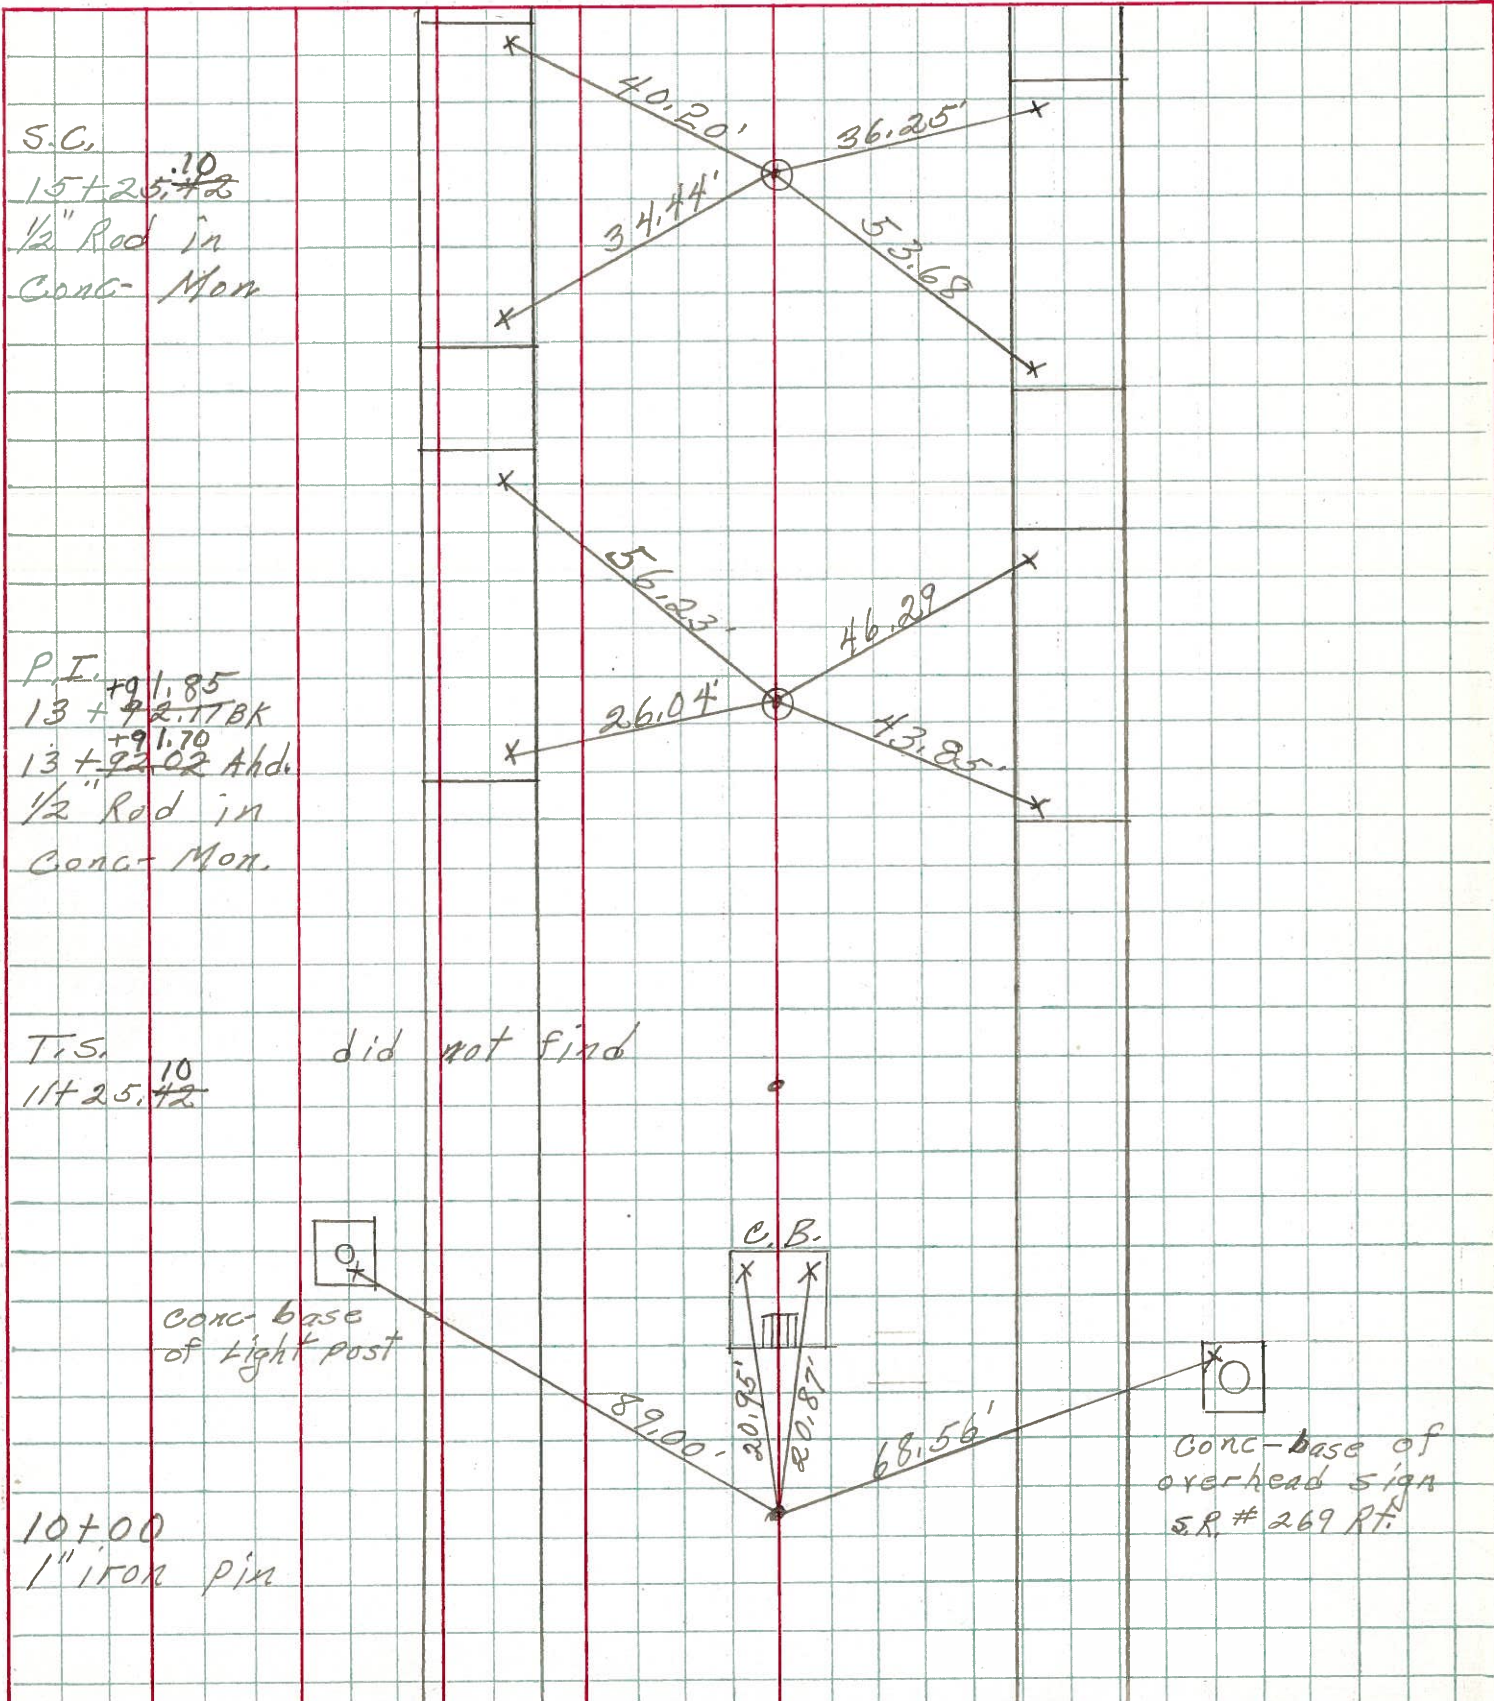 40.20'
36.25'
S.C.
.10
15+25.42
1/2" Rod in
Conc- Mon
34.44'
53.68
56.23'
46.29
P.I.
+91.85
13+92.17 BK
+91.70
13+92.02 Ahd.
1/2" Rod in
Conc- Mon.
26.04'
43.85'
T.S.
did not find
10
11+25.42
C.B.
conc- base
of Light post
89.00'
20.95'
20.87'
68.56'
conc- base of
overhead sign
S.R. # 269 Rt.
10+00
1" iron pin